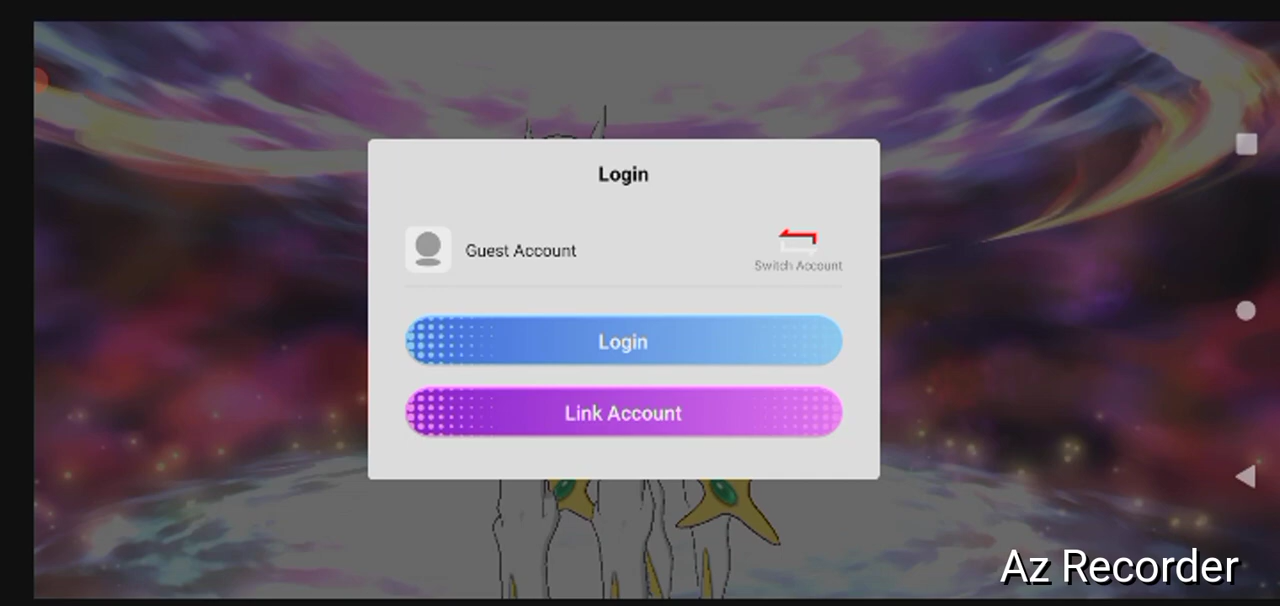 Login
Guest Account
Switch Account
Login
Link Account
Az Recorder